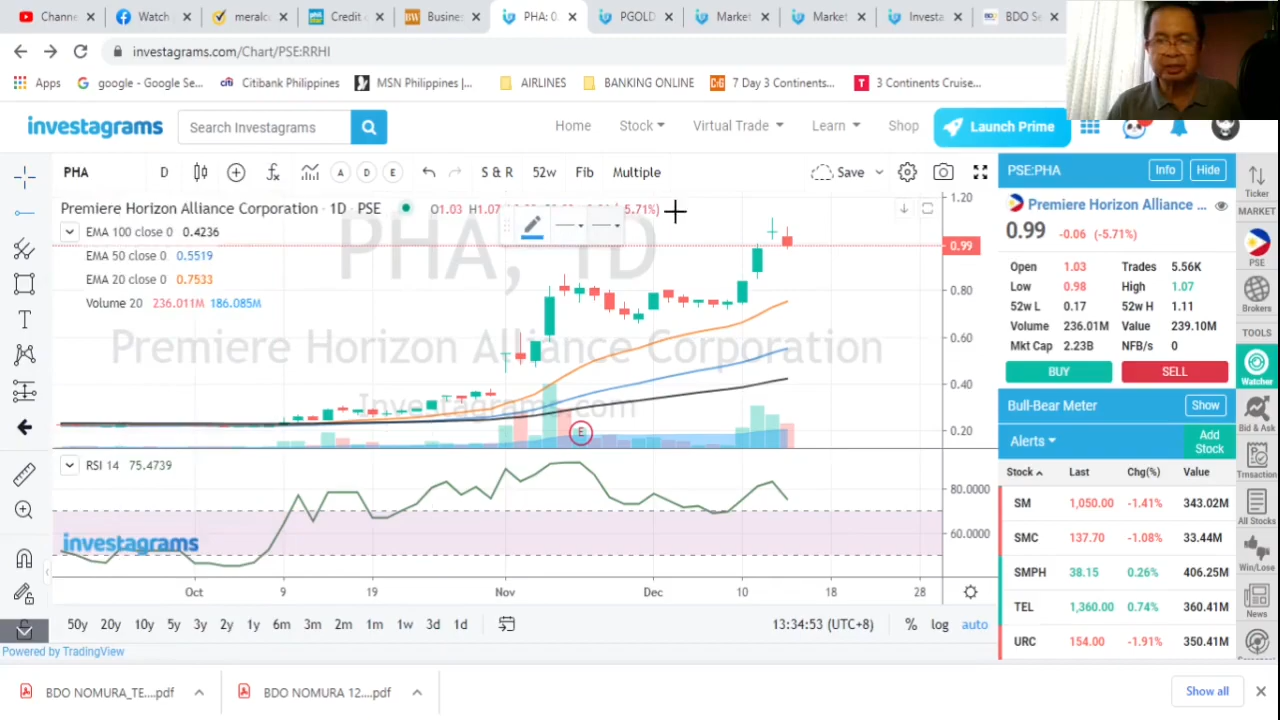 Chann
Watch
meralc
Credit
Busine
PHA: 0.
PGOLD
Market
Market
Investa
BDO Se
investagrams.com/Chart/PSE:RRHI
Apps
google - Google Se...
Citibank Philippines
MSN Philippines |...
AIRLINES
BANKING ONLINE
7 Day 3 Continents...
3 Continents Cruise...
investagrams
Search Investagrams
Home
Stock
Virtual Trade
Learn
Shop
Launch Prime
PHA
D
A
D
E
S & R
52w
Fib
Multiple
Save
Premiere Horizon Alliance Corporation · 1D · PSE
O1.03 H1.07
-5.71%)
EMA 100 close 0 0.4236
EMA 50 close 0 0.5519
EMA 20 close 0 0.7533
Volume 20 236.011M 186.085M
PHA, 1D
Premiere Horizon Alliance Corporation
Investagrams.com
E
1.20
0.99
0.80
0.60
0.40
0.20
RSI 14 75.4739
80.0000
60.0000
investagrams
Oct 9 19 Nov Dec 10 18 28
50y 20y 10y 5y 3y 2y 1y 6m 3m 2m 1m 1w 3d 1d
13:34:53 (UTC+8)
% log auto
Powered by TradingView
PSE:PHA
Info
Hide
Premiere Horizon Alliance ...
0.99 -0.06 (-5.71%)
Open 1.03 Trades 5.56K
Low 0.98 High 1.07
52w L 0.17 52w H 1.11
Volume 236.01M Value 239.10M
Mkt Cap 2.23B NFB/s 0
BUY
SELL
Bull-Bear Meter
Show
Alerts
Add
Stock
Stock Last Chg(%) Value
SM 1,050.00 -1.41% 343.02M
SMC 137.70 -1.08% 33.44M
SMPH 38.15 0.26% 406.25M
TEL 1,360.00 0.74% 360.41M
URC 154.00 -1.91% 350.41M
Ticker
MARKET
PSE
Brokers
TOOLS
Watcher
Bid & Ask
Trnsaction
All Stocks
Win/Lose
News
BDO NOMURA_TE....pdf
BDO NOMURA 12....pdf
Show all